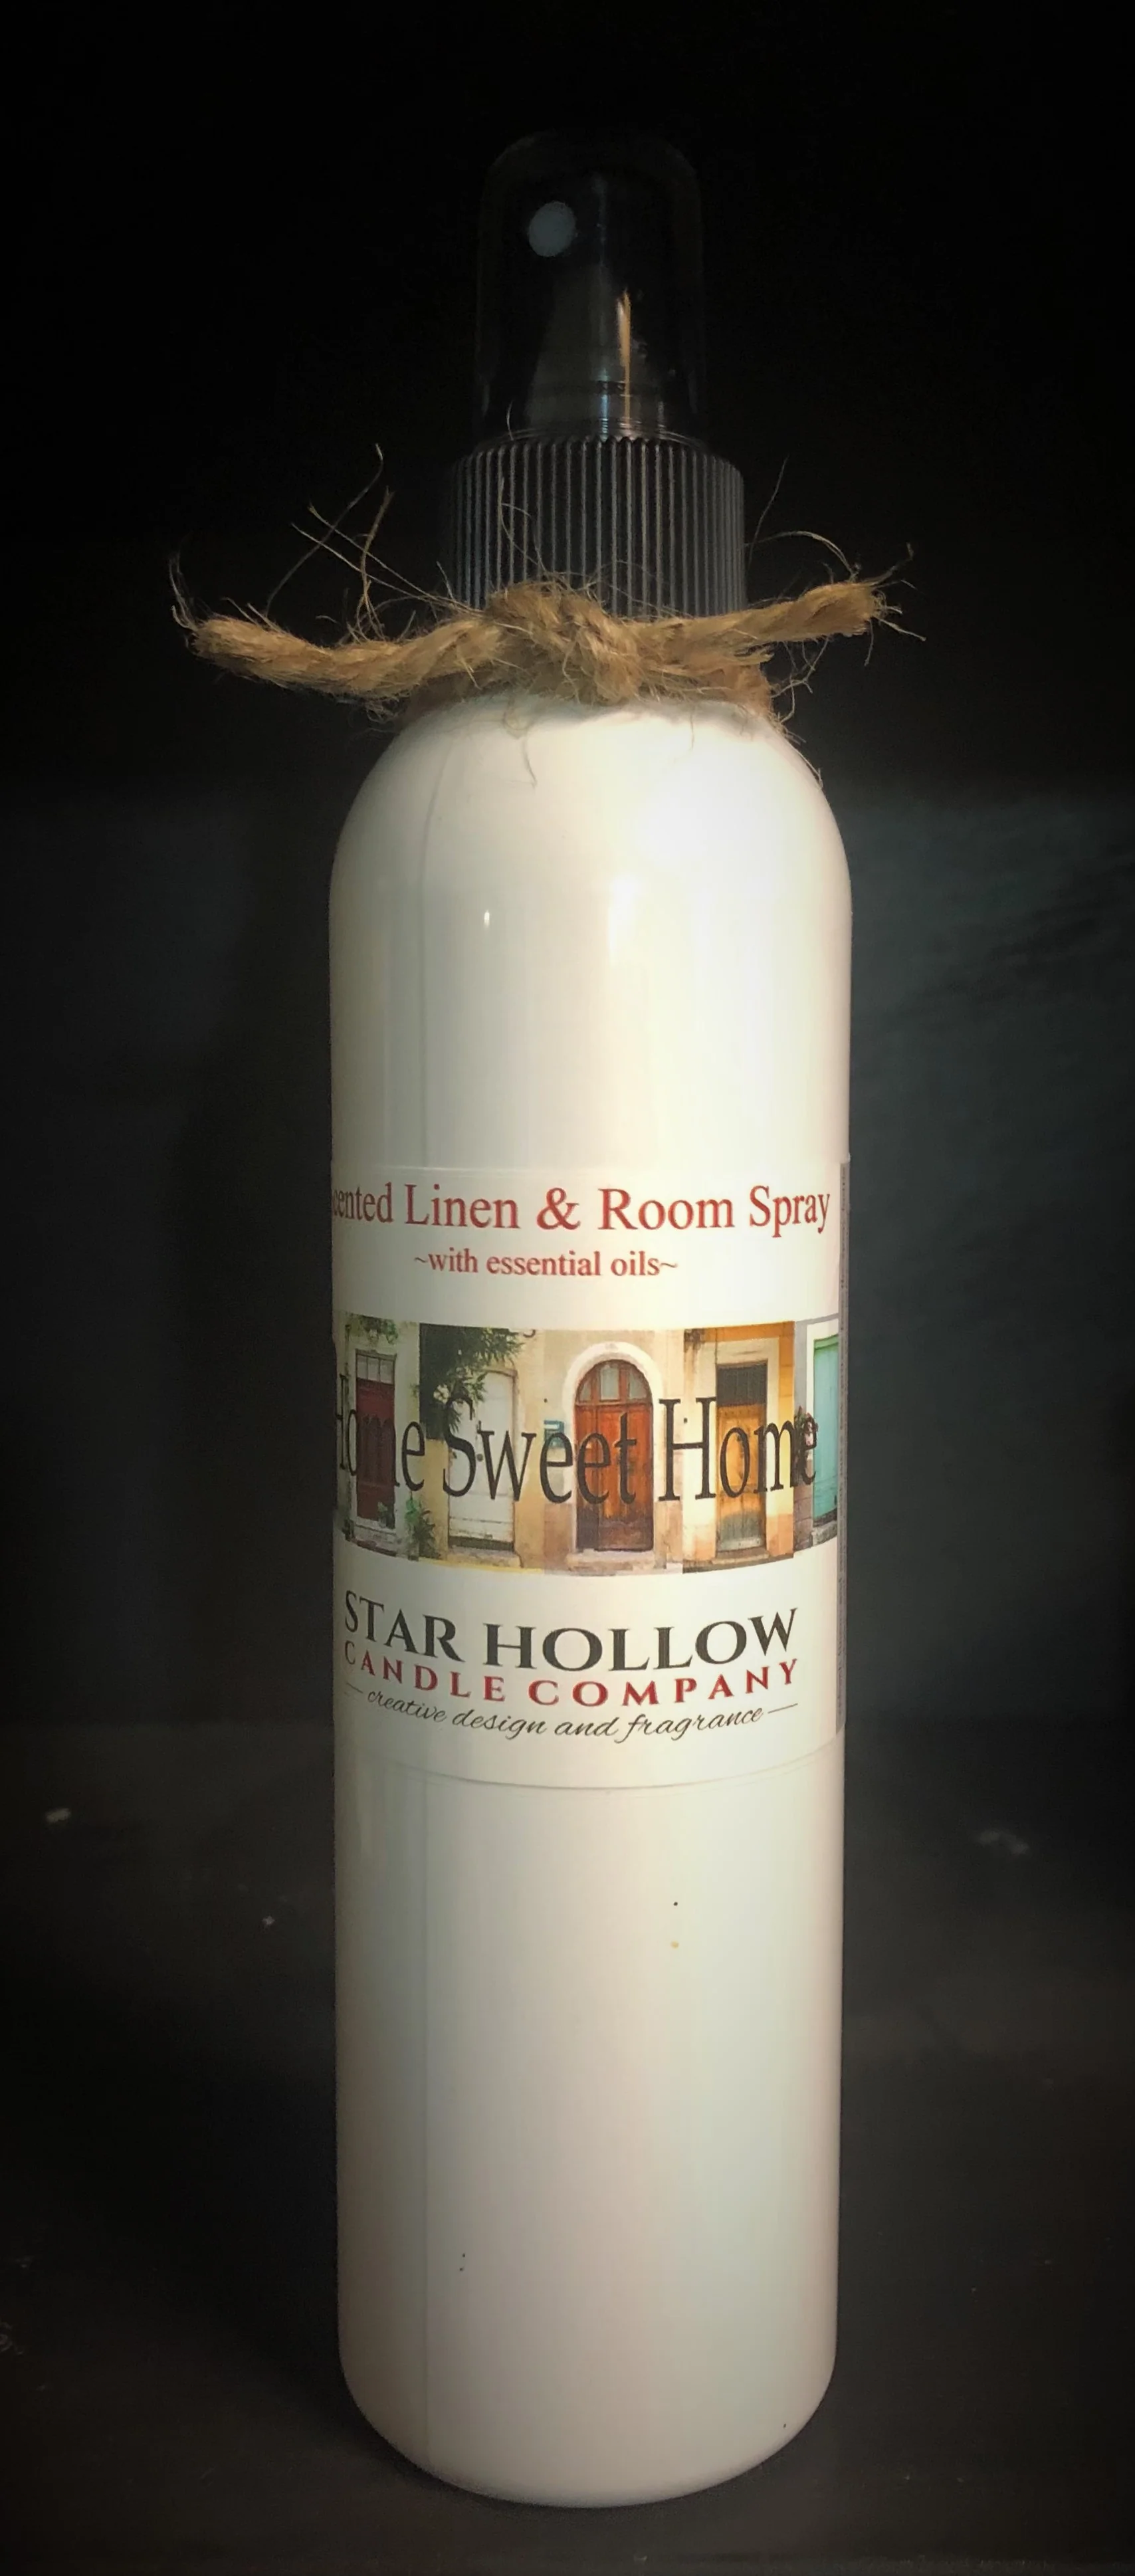 cented Linen & Room Spray
~with essential oils~
Home Sweet Home
STAR HOLLOW
CANDLE COMPANY
creative design and fragrance